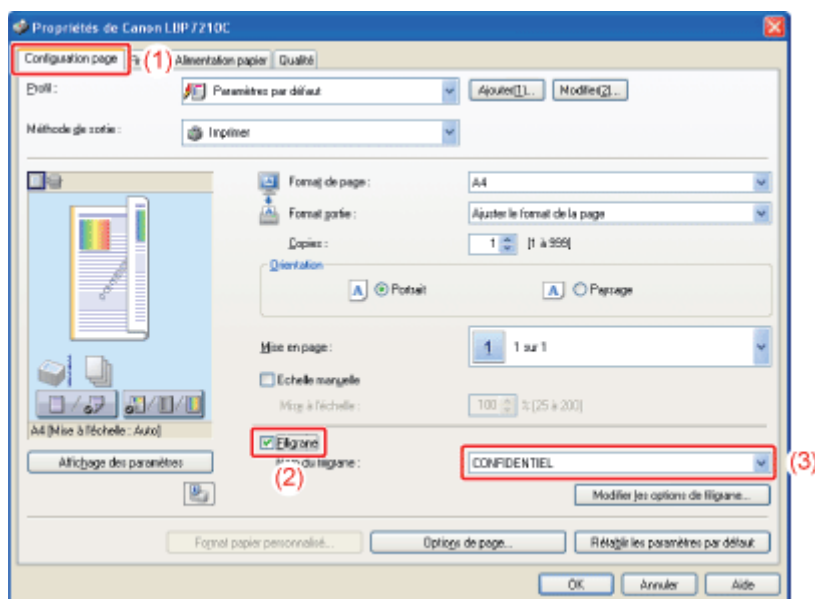 Propriétés de Canon LBP7210C
Configuration page (1) Alimentation papier Qualité
Profil : Paramètres par défaut Ajouter[1]... Modifier[2]...
Méthode de sortie : Imprimer
Format de page : A4
Format sortie : Ajuster le format de la page
Copies : 1 [1 à 999]
Orientation
A Portrait A Paysage
Mise en page : 1 1 sur 1
Echelle manuelle
Mise à l'échelle : 100 % [25 à 200]
A4 [Mise à l'échelle : Auto]
Filigrane
(2) du filigrane : CONFIDENTIEL (3)
Affichage des paramètres
Modifier les options de filigrane...
Format papier personnalisé... Options de page... Rétablir les paramètres par défaut
OK Annuler Aide